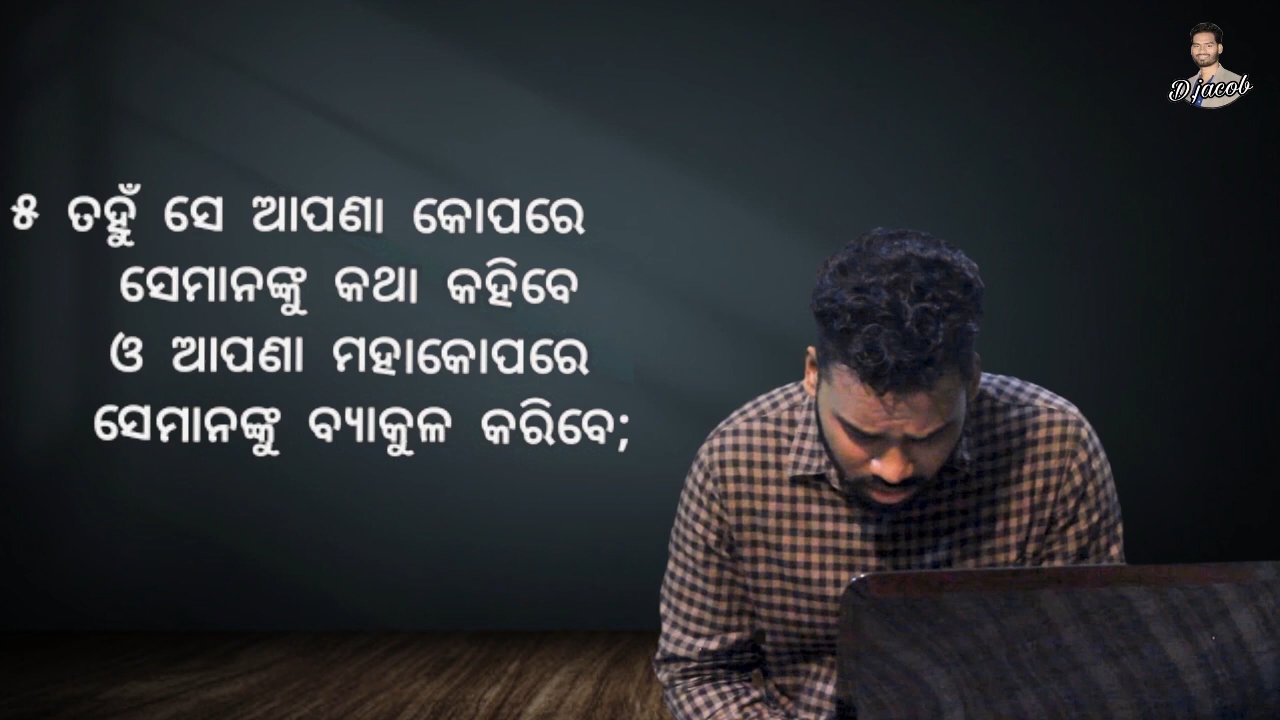 ୫ ତହୁଁ ସେ ଆପଣା କୋପରେ
ସେମାନଙ୍କୁ କଥା କହିବେ
ଓ ଆପଣା ମହାକୋପରେ
ସେମାନଙ୍କୁ ବ୍ୟାକୁଳ କରିବେ;
D jacob